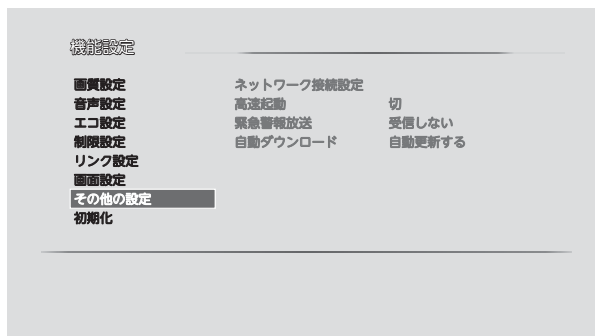 機能設定
画質設定 ネットワーク接続設定
音声設定 高速起動 切
エコ設定 緊急警報放送 受信しない
制限設定 自動ダウンロード 自動更新する
リンク設定
画面設定
その他の設定
初期化